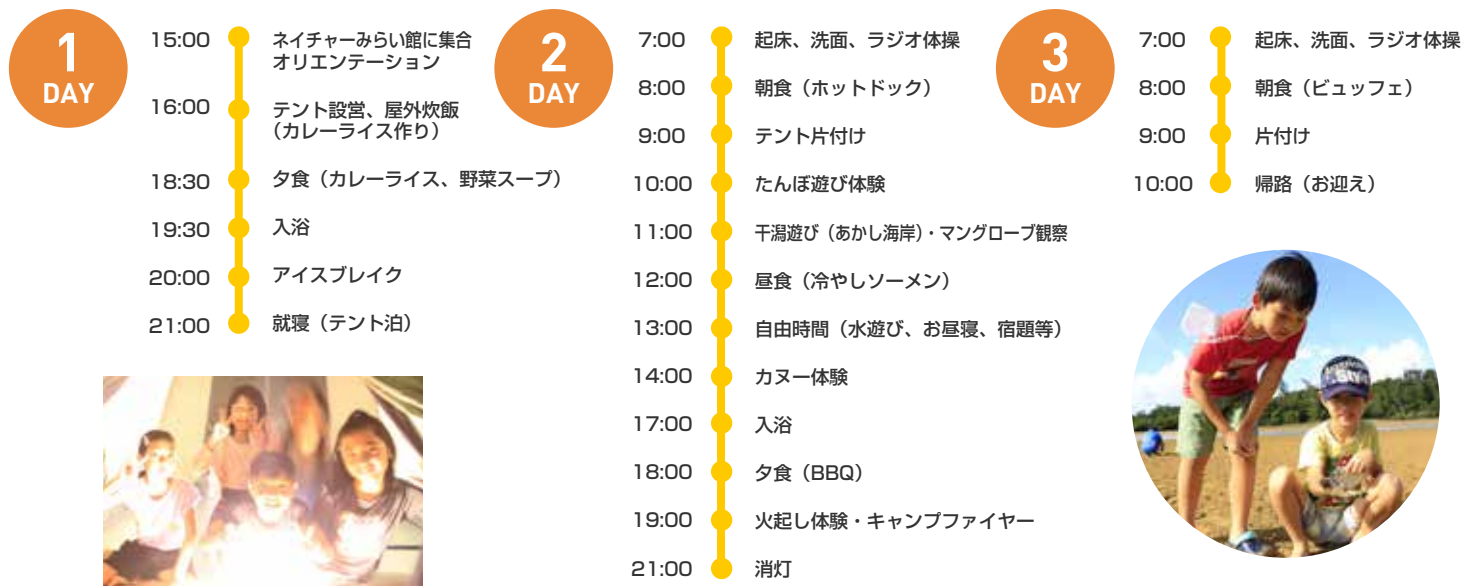 1
DAY
15:00 ネイチャーみらい館に集合
オリエンテーション
16:00 テント設営、屋外炊飯
（カレーライス作り）
18:30 夕食（カレーライス、野菜スープ）
19:30 入浴
20:00 アイスブレイク
21:00 就寝（テント泊）
2
DAY
7:00 起床、洗面、ラジオ体操
8:00 朝食（ホットドック）
9:00 テント片付け
10:00 たんぼ遊び体験
11:00 干潟遊び（あかし海岸）・マングローブ観察
12:00 昼食（冷やしソーメン）
13:00 自由時間（水遊び、お昼寝、宿題等）
14:00 カヌー体験
17:00 入浴
18:00 夕食（BBQ）
19:00 火起し体験・キャンプファイヤー
21:00 消灯
3
DAY
7:00 起床、洗面、ラジオ体操
8:00 朝食（ビュッフェ）
9:00 片付け
10:00 帰路（お迎え）